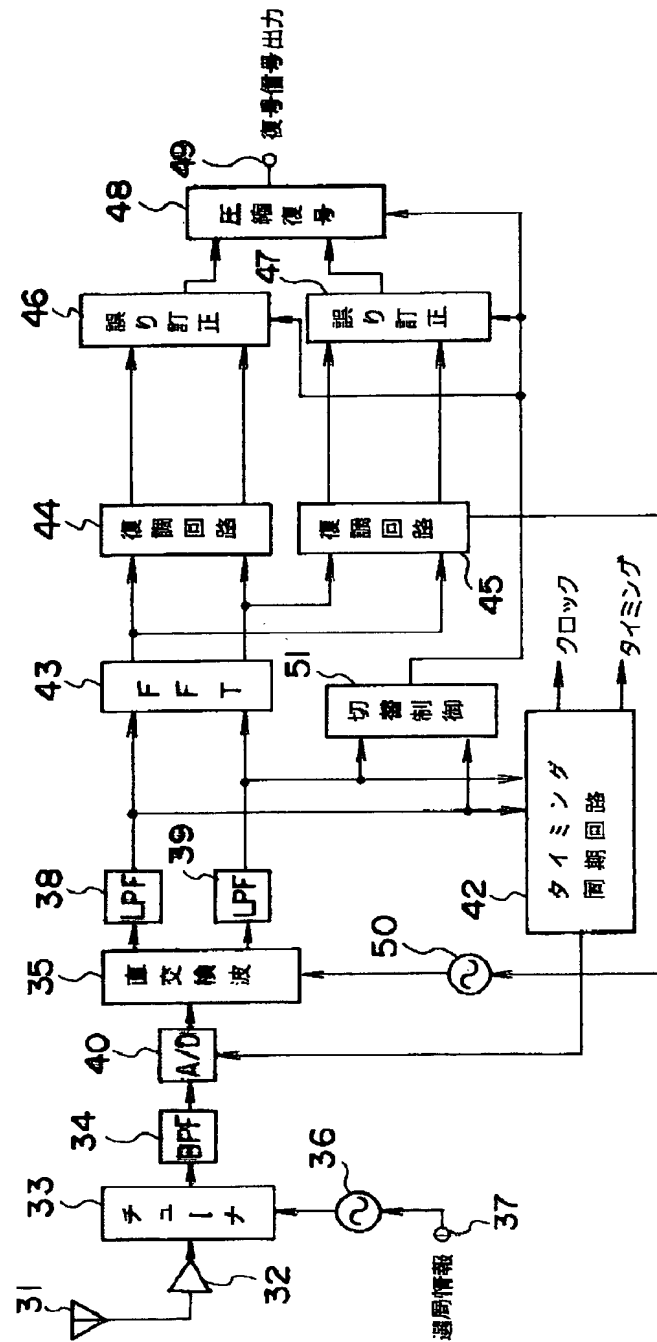 31
32
33
チューナ
34
BPF
40
A/D
35
直交検波
36
37
選局情報
38
LPF
39
LPF
50
43
FFT
51
切替制御
42
タイミング
同期回路
クロック
タイミング
44
復調回路
45
復調回路
46
誤り訂正
47
誤り訂正
48
圧縮復号
49
復号信号出力